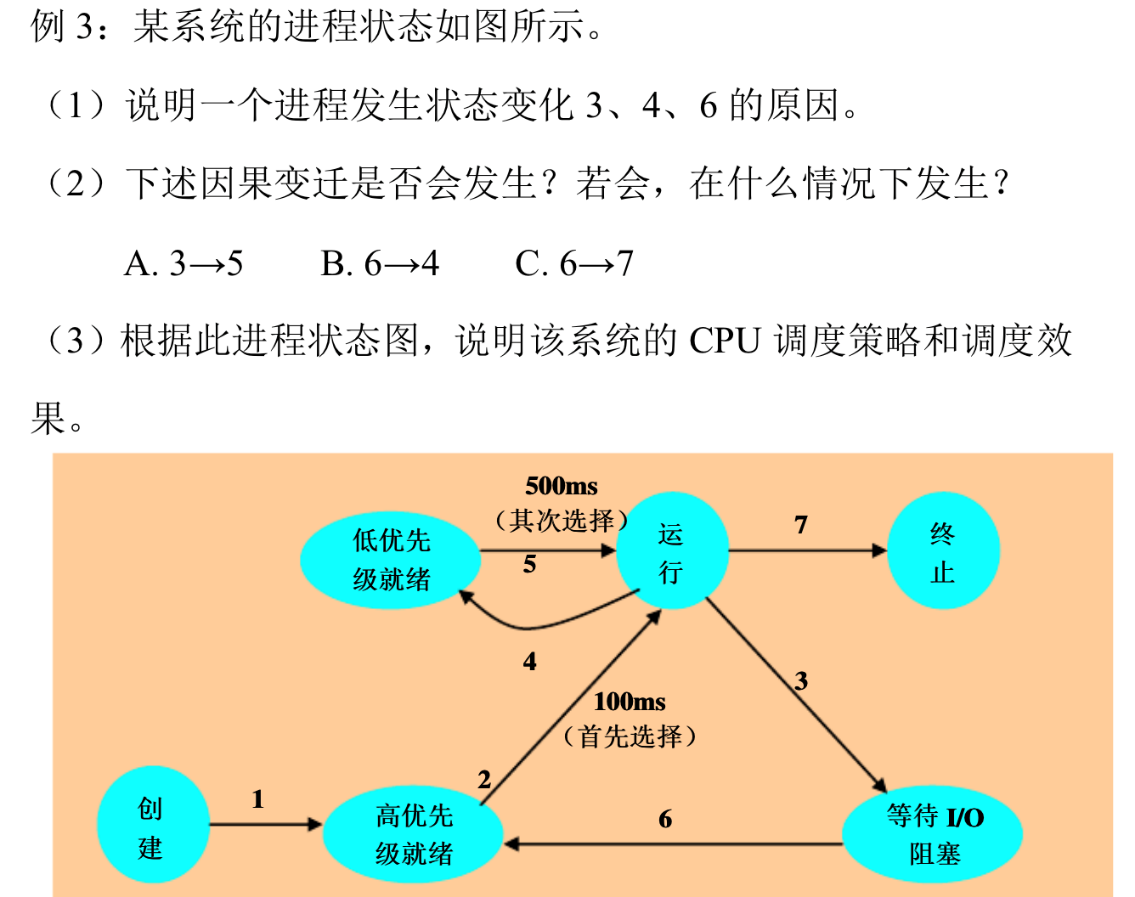 例 3：某系统的进程状态如图所示。
（1）说明一个进程发生状态变化 3、4、6 的原因。
（2）下述因果变迁是否会发生？若会，在什么情况下发生？
A. 3→5 B. 6→4 C. 6→7
（3）根据此进程状态图，说明该系统的 CPU 调度策略和调度效
果。
500ms
（其次选择）
低优先
级就绪
5
运
行
7
终
止
4
3
100ms
（首先选择）
2
创
建
1
高优先
级就绪
6
等待 I/O
阻塞